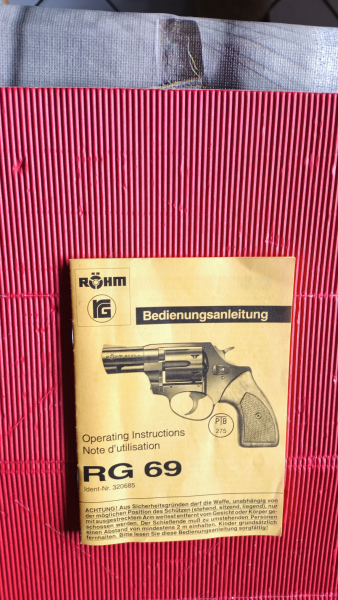 RÖHM
RG
Bedienungsanleitung
PTB
275
Operating Instructions
Note d'utilisation
RG 69
Ident-Nr. 320685
ACHTUNG! Aus Sicherheitsgründen darf die Waffe, unabhängig von
der möglichen Position des Schützen (stehend, sitzend, liegend), nur
mit ausgestrecktem Arm weitest entfernt vom Gesicht oder Körper ge-
schossen werden. Der Schießende muß zu umstehenden Personen
einen Abstand von mindestens 2 m einhalten. Kinder grundsätzlich
fernhalten. Bitte lesen Sie diese Bedienungsanleitung sorgfältig!